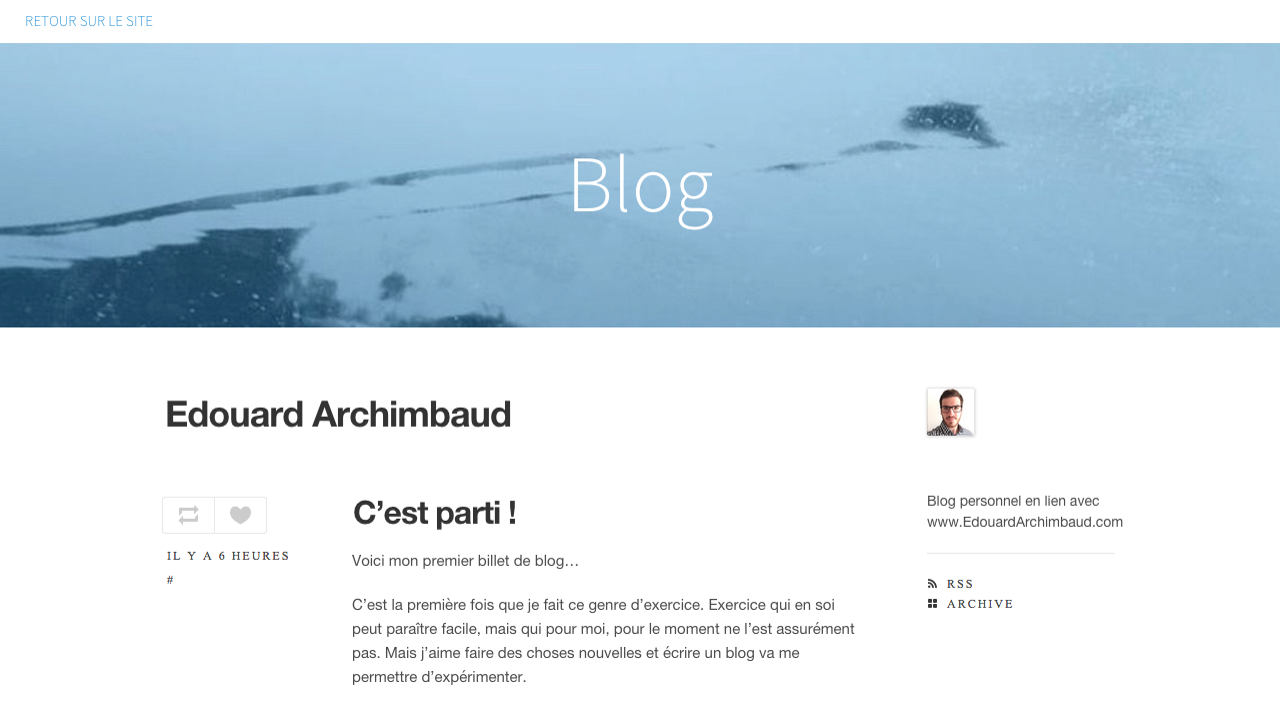 RETOUR SUR LE SITE
Blog
Edouard Archimbaud
C’est parti !
IL Y A 6 HEURES
#
Voici mon premier billet de blog…
C’est la première fois que je fait ce genre d’exercice. Exercice qui en soi
peut paraître facile, mais qui pour moi, pour le moment ne l’est assurément
pas. Mais j’aime faire des choses nouvelles et écrire un blog va me
permettre d’expérimenter.
Blog personnel en lien avec
www.EdouardArchimbaud.com
RSS
ARCHIVE